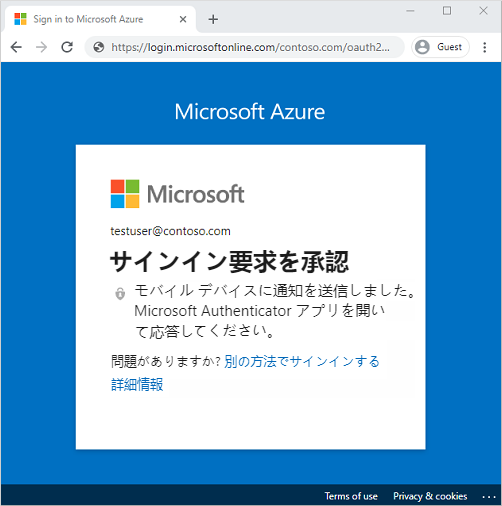 Sign in to Microsoft Azure
https://login.microsoftonline.com/contoso.com/oauth2...
Guest
Microsoft Azure
Microsoft
testuser@contoso.com
サインイン要求を承認
モバイル デバイスに通知を送信しました。
Microsoft Authenticator アプリを開い
て応答してください。
問題がありますか? 別の方法でサインインする
詳細情報
Terms of use Privacy & cookies ...